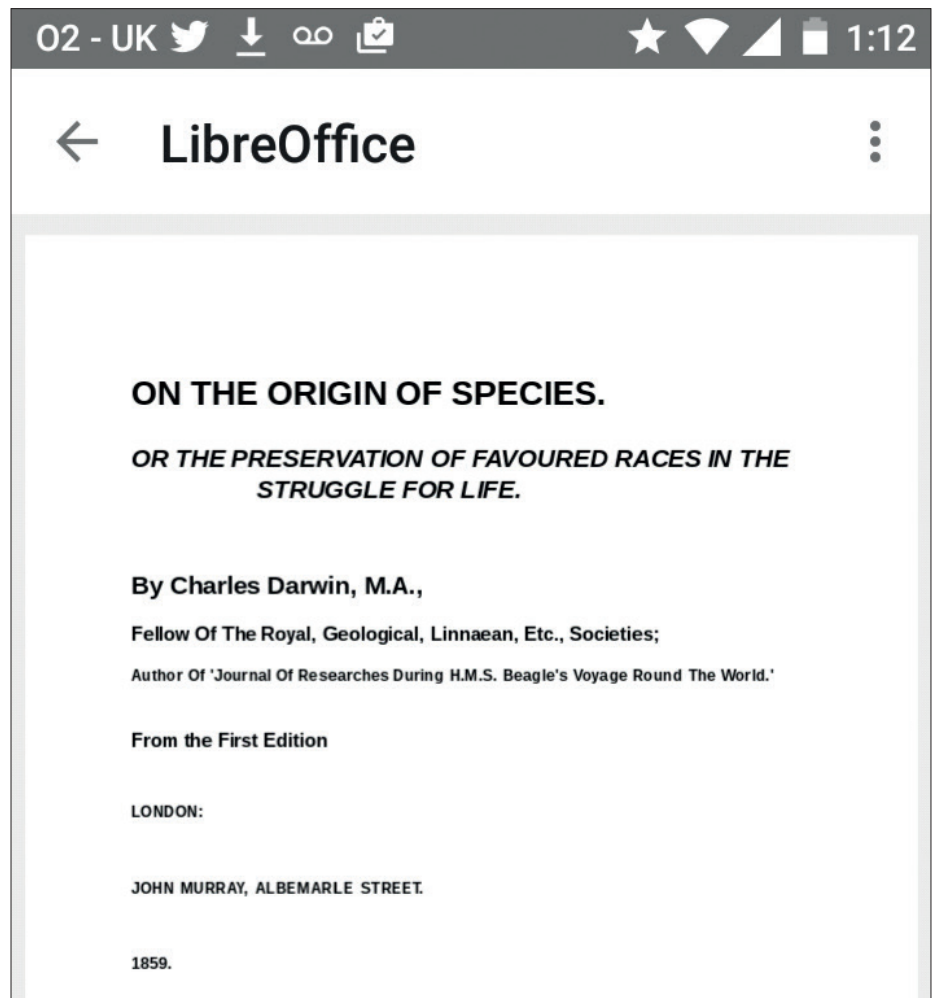 O2 - UK 1:12
LibreOffice
ON THE ORIGIN OF SPECIES.
OR THE PRESERVATION OF FAVOURED RACES IN THE
STRUGGLE FOR LIFE.
By Charles Darwin, M.A.,
Fellow Of The Royal, Geological, Linnaean, Etc., Societies;
Author Of 'Journal Of Researches During H.M.S. Beagle's Voyage Round The World.'
From the First Edition
LONDON:
JOHN MURRAY, ALBEMARLE STREET.
1859.